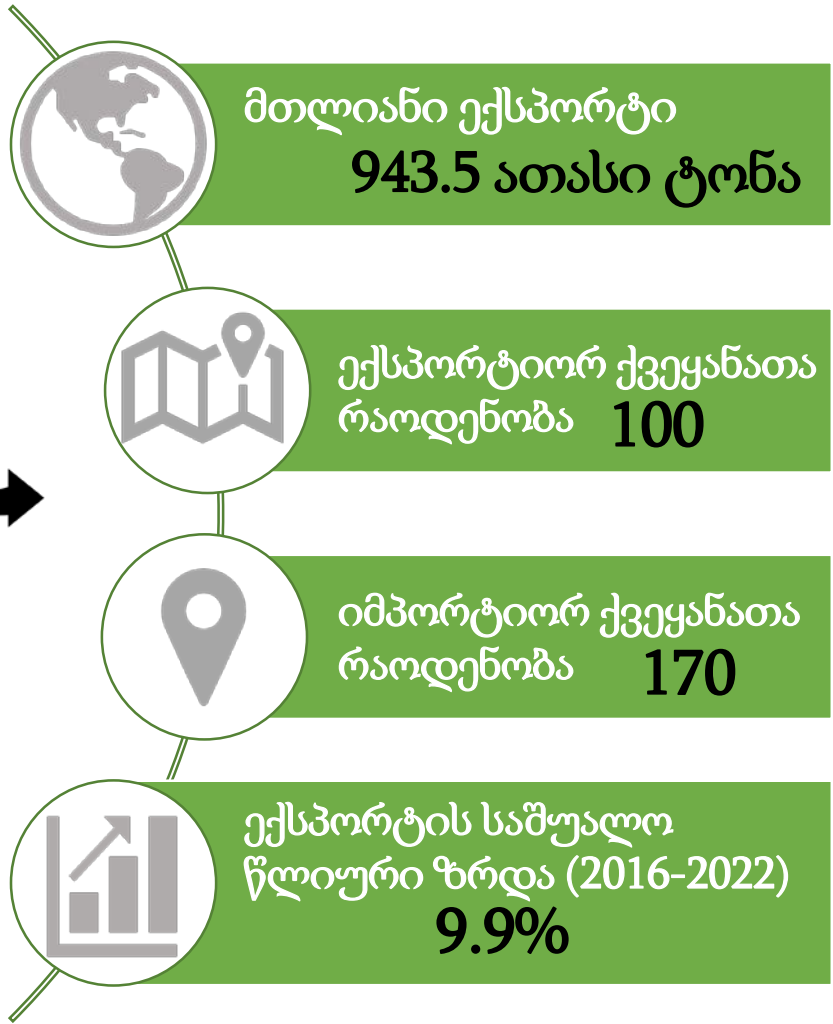 მთლიანი ექსპორტი
943.5 ათასი ტონა
ექსპორტიორ ქვეყანათა
რაოდენობა 100
იმპორტიორ ქვეყანათა
რაოდენობა 170
ექსპორტის საშუალო
წლიური ზრდა (2016-2022)
9.9%